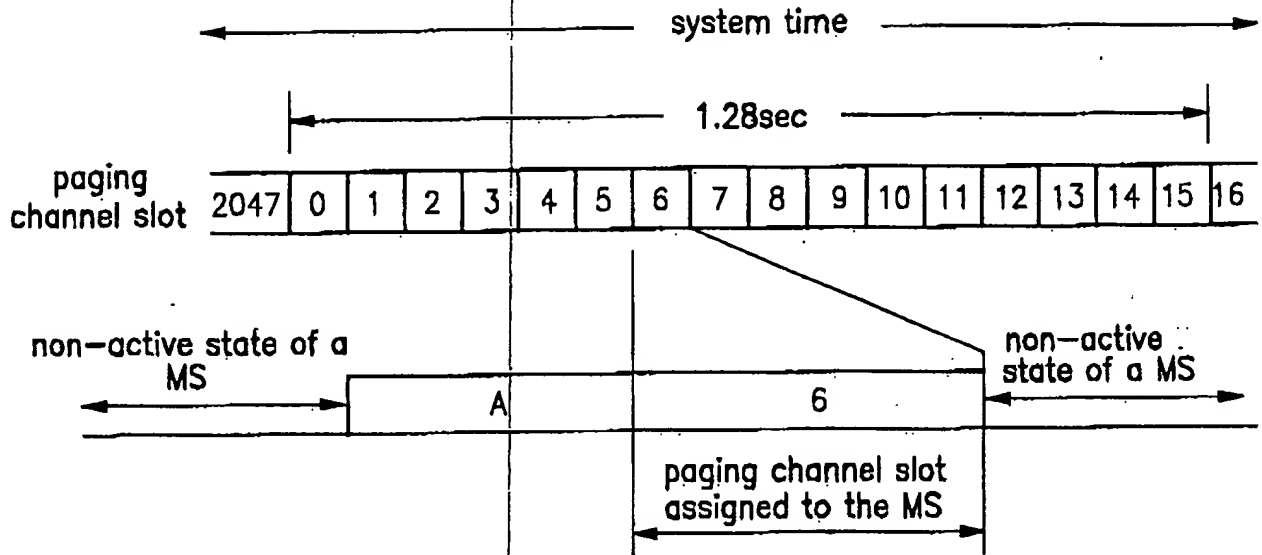 system time
1.28sec
paging
channel slot
2047 0 1 2 3 4 5 6 7 8 9 10 11 12 13 14 15 16
non-active state of a
MS
non-active
state of a MS
A
6
paging channel slot
assigned to the MS